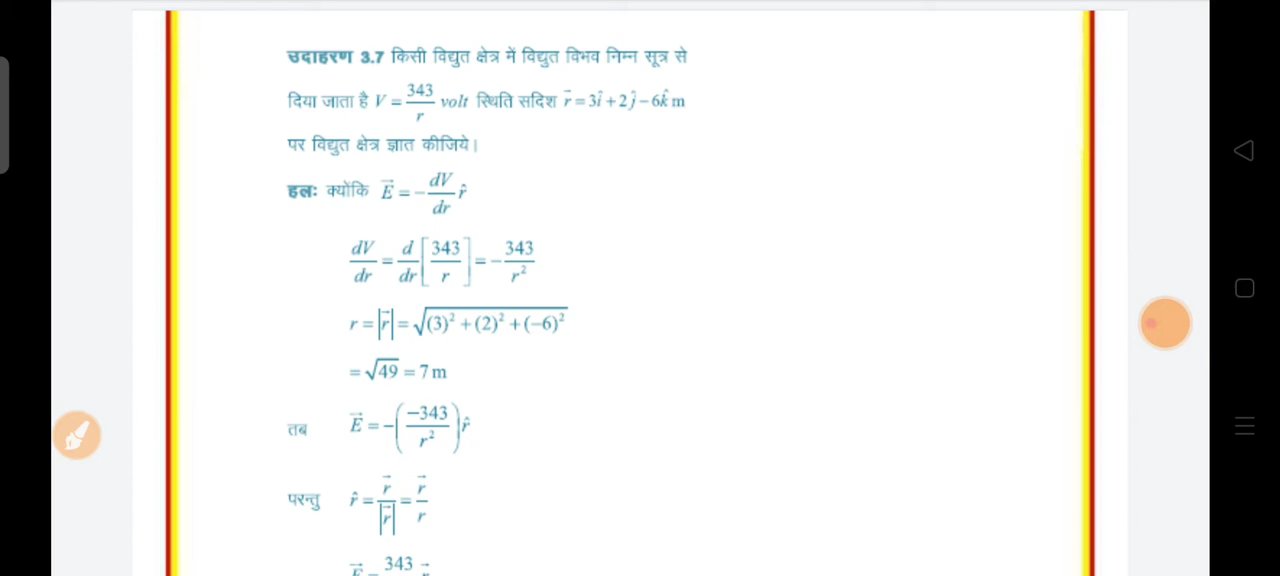 उदाहरण 3.7 किसी विद्युत क्षेत्र में विद्युत विभव निम्न सूत्र से
दिया जाता है V = 343/r volt स्थिति सदिश r⃗ = 3î + 2ĵ − 6k̂ m
पर विद्युत क्षेत्र ज्ञात कीजिये।
हलः क्योंकि E⃗ = − dV/dr r̂
dV/dr = d/dr [343/r] = − 343/r²
r = |r⃗| = √((3)² + (2)² + (−6)²)
= √49 = 7 m
तब E⃗ = −(−343/r²) r̂
परन्तु r̂ = r⃗/|r⃗| = r⃗/r